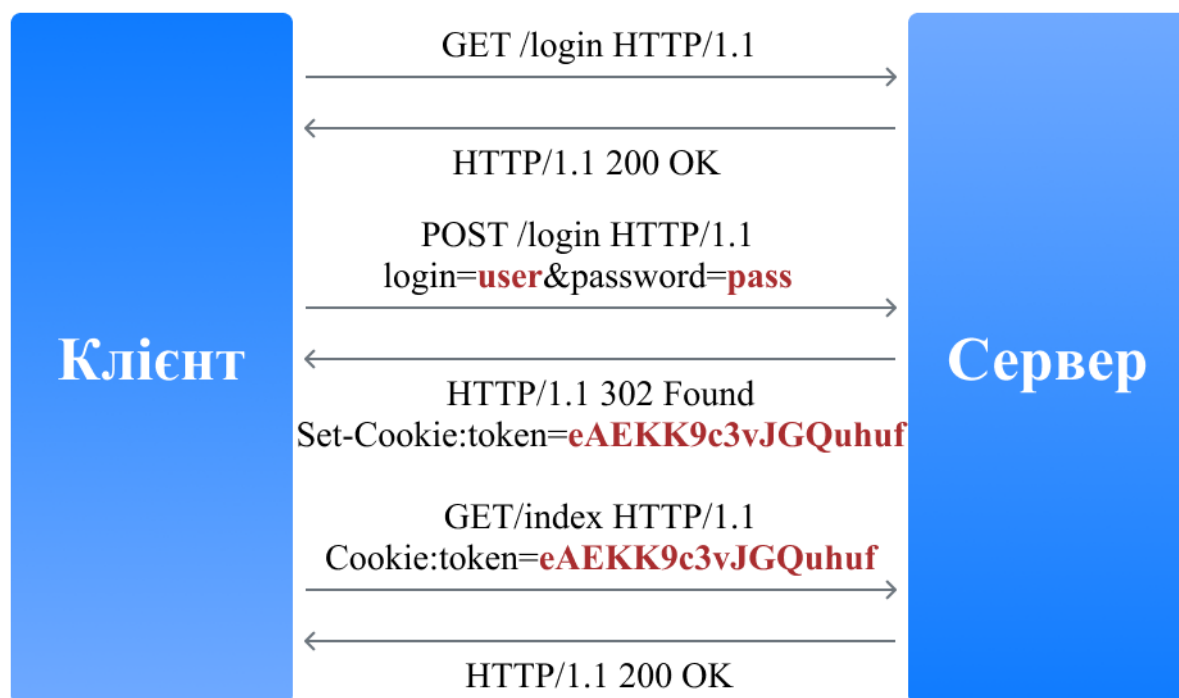 GET /login HTTP/1.1
HTTP/1.1 200 OK
POST /login HTTP/1.1
login=user&password=pass
Клієнт
Сервер
HTTP/1.1 302 Found
Set-Cookie:token=eAEKK9c3vJGQuhuf
GET/index HTTP/1.1
Cookie:token=eAEKK9c3vJGQuhuf
HTTP/1.1 200 OK